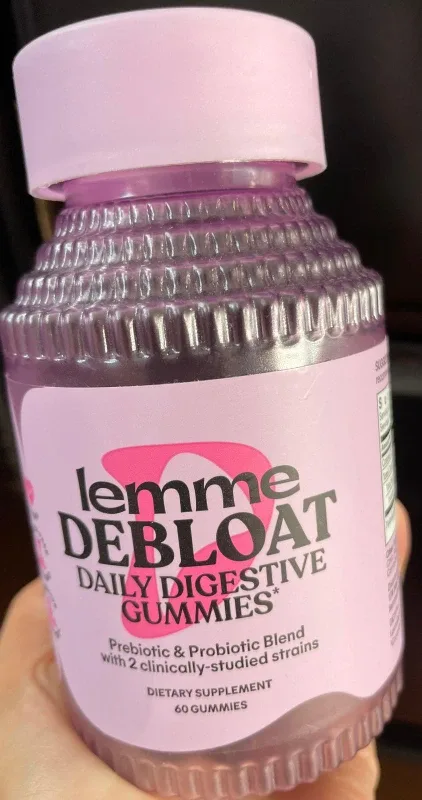 lemme
DEBLOAT
DAILY DIGESTIVE
GUMMIES*
Prebiotic & Probiotic Blend
with 2 clinically-studied strains
DIETARY SUPPLEMENT
60 GUMMIES